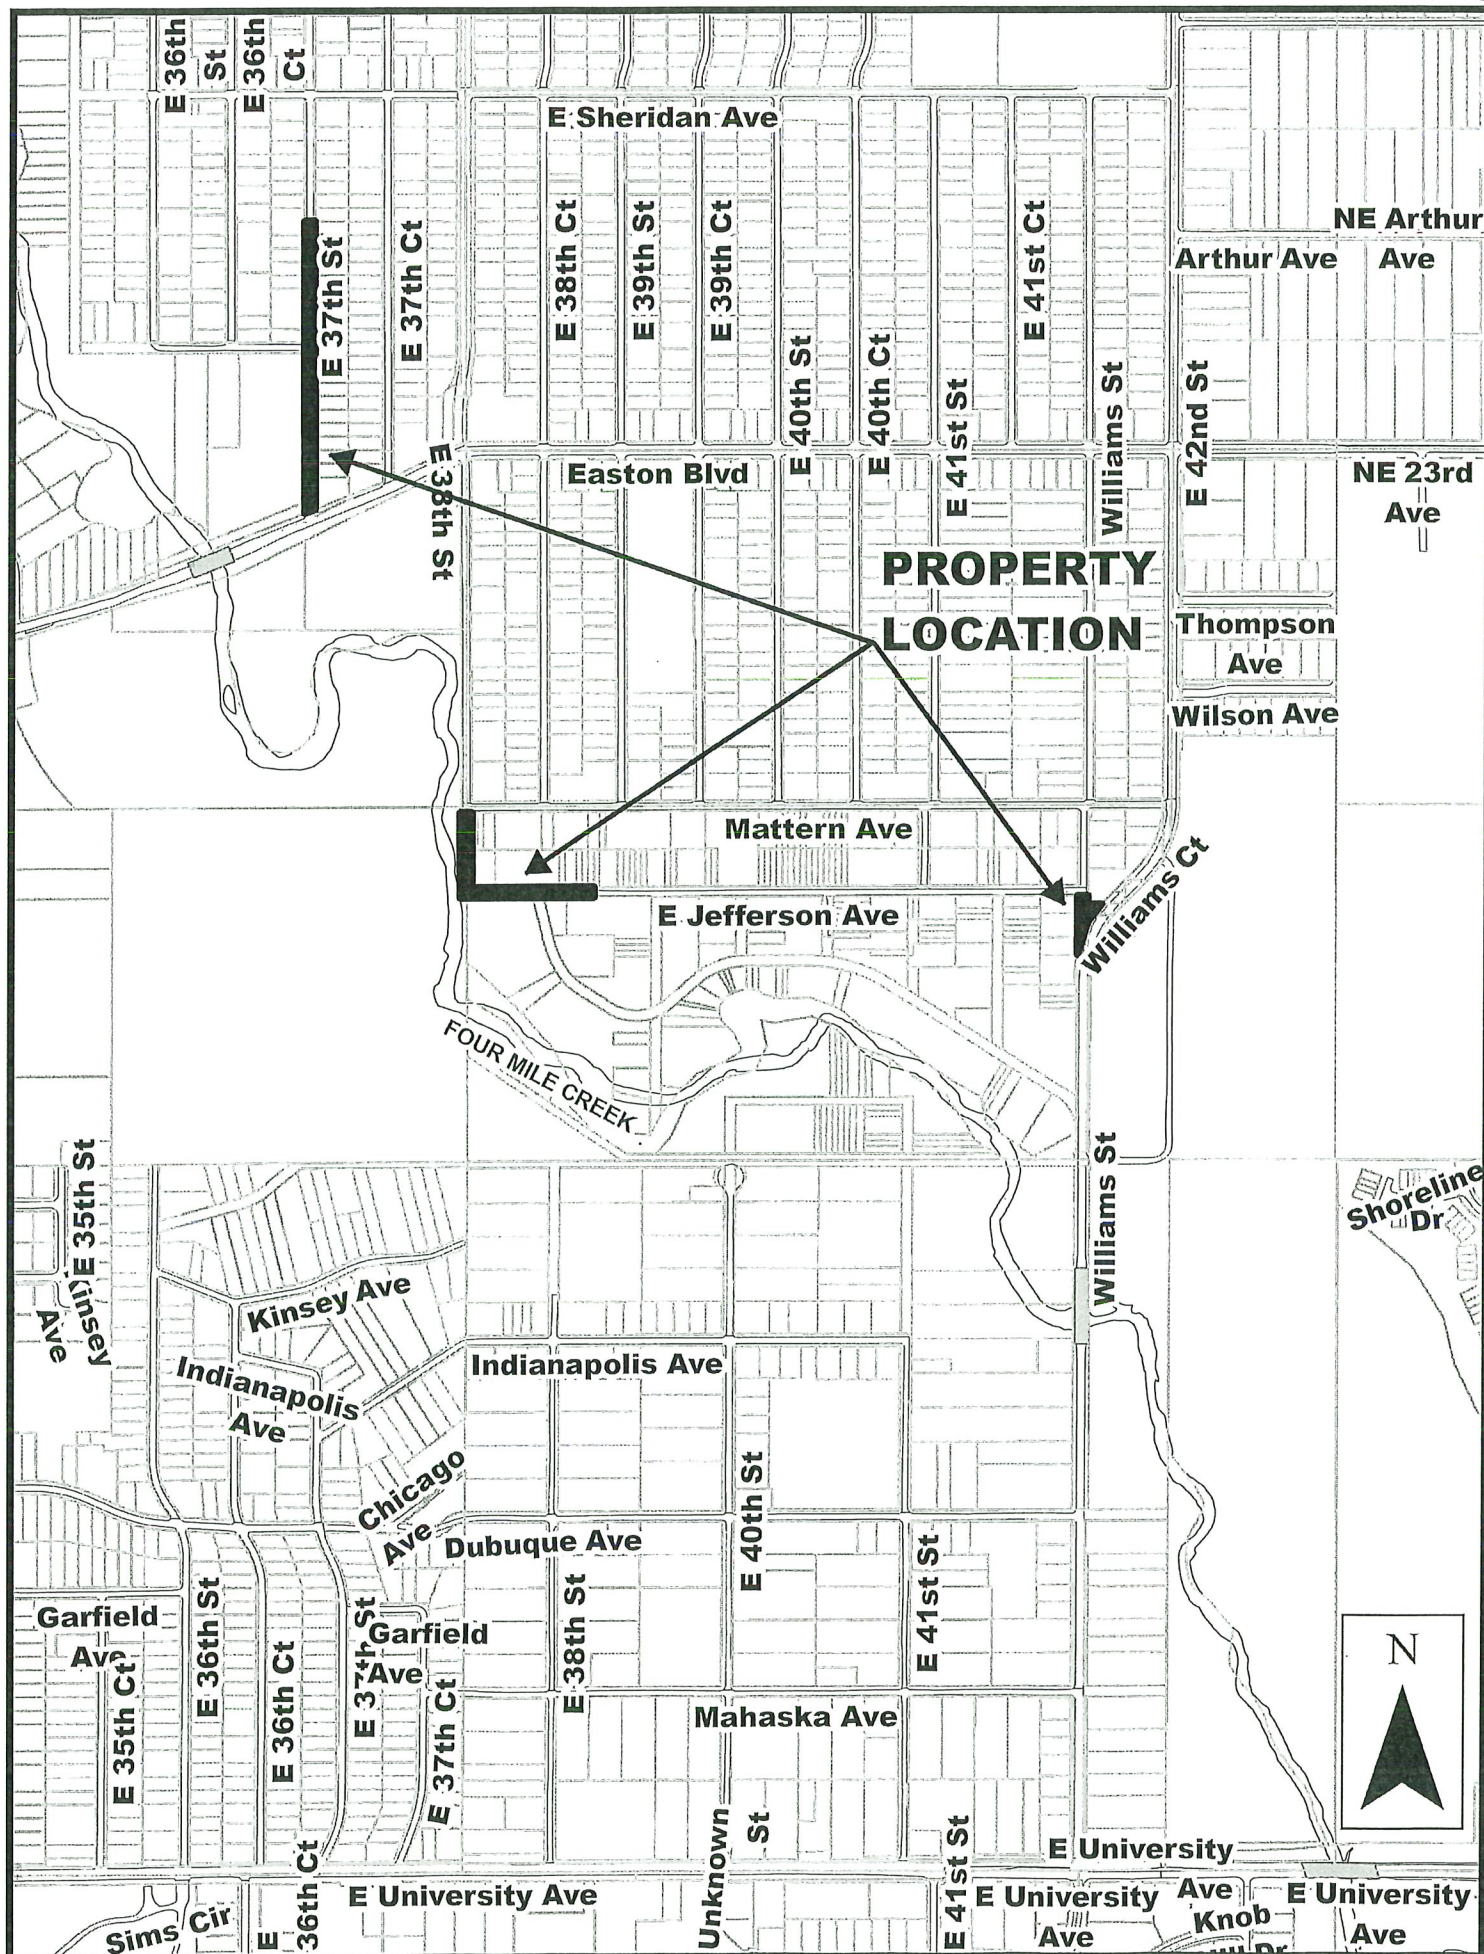 E 36th
St
E 36th
Ct
E Sheridan Ave
E 37th St
E 37th Ct
E 38th Ct
E 39th St
E 39th Ct
E 41st Ct
NE Arthur
Ave
Arthur Ave
E 40th St
E 40th Ct
E 41st St
Williams St
E 42nd St
E 38th St
Easton Blvd
NE 23rd
Ave
PROPERTY
LOCATION
Thompson
Ave
Wilson Ave
Mattern Ave
Williams Ct
E Jefferson Ave
FOUR MILE CREEK
E 35th St
Kinsey
Ave
Williams St
Shoreline
Dr
Kinsey Ave
Indianapolis
Ave
Indianapolis Ave
Chicago
Ave
Dubuque Ave
E 40th St
E 41st St
Garfield
Ave
E 35th Ct
E 36th St
E 36th Ct
E 37th St
Garfield
Ave
E 37th Ct
E 38th St
Mahaska Ave
N
Unknown
St
E 41st St
E University
Ave
E
36th Ct
E University Ave
E University
Ave
E University
Ave
Sims Cir
Knob
Dr